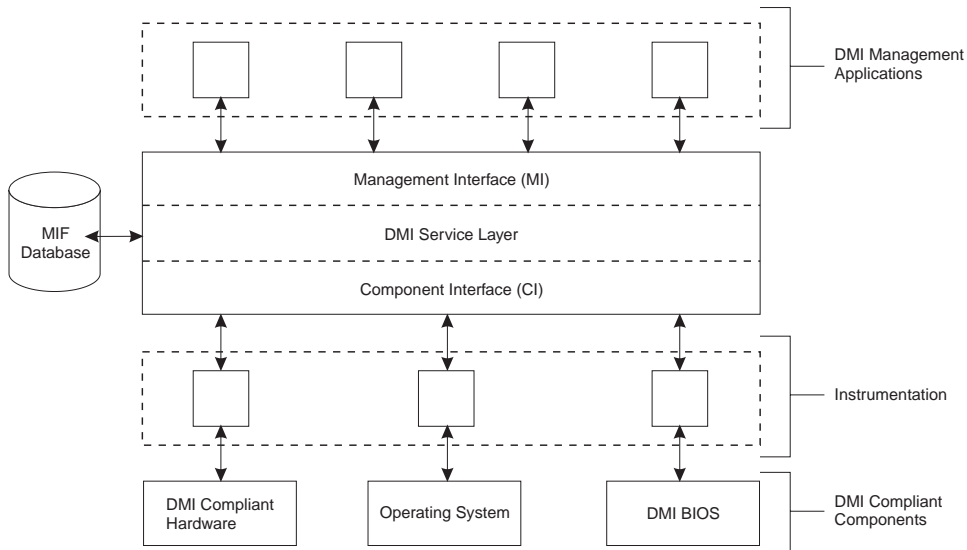 DMI Management
Applications
Management Interface (MI)
MIF
Database
DMI Service Layer
Component Interface (CI)
Instrumentation
DMI Compliant
Hardware
Operating System
DMI BIOS
DMI Compliant
Components